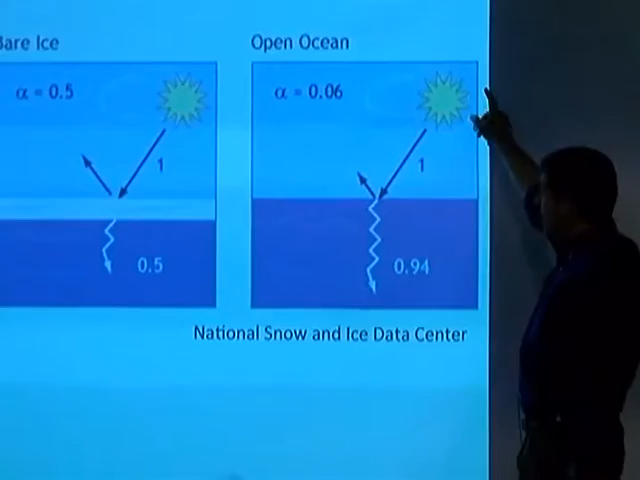 Bare Ice
α = 0.5
1
0.5
Open Ocean
α = 0.06
1
0.94
National Snow and Ice Data Center